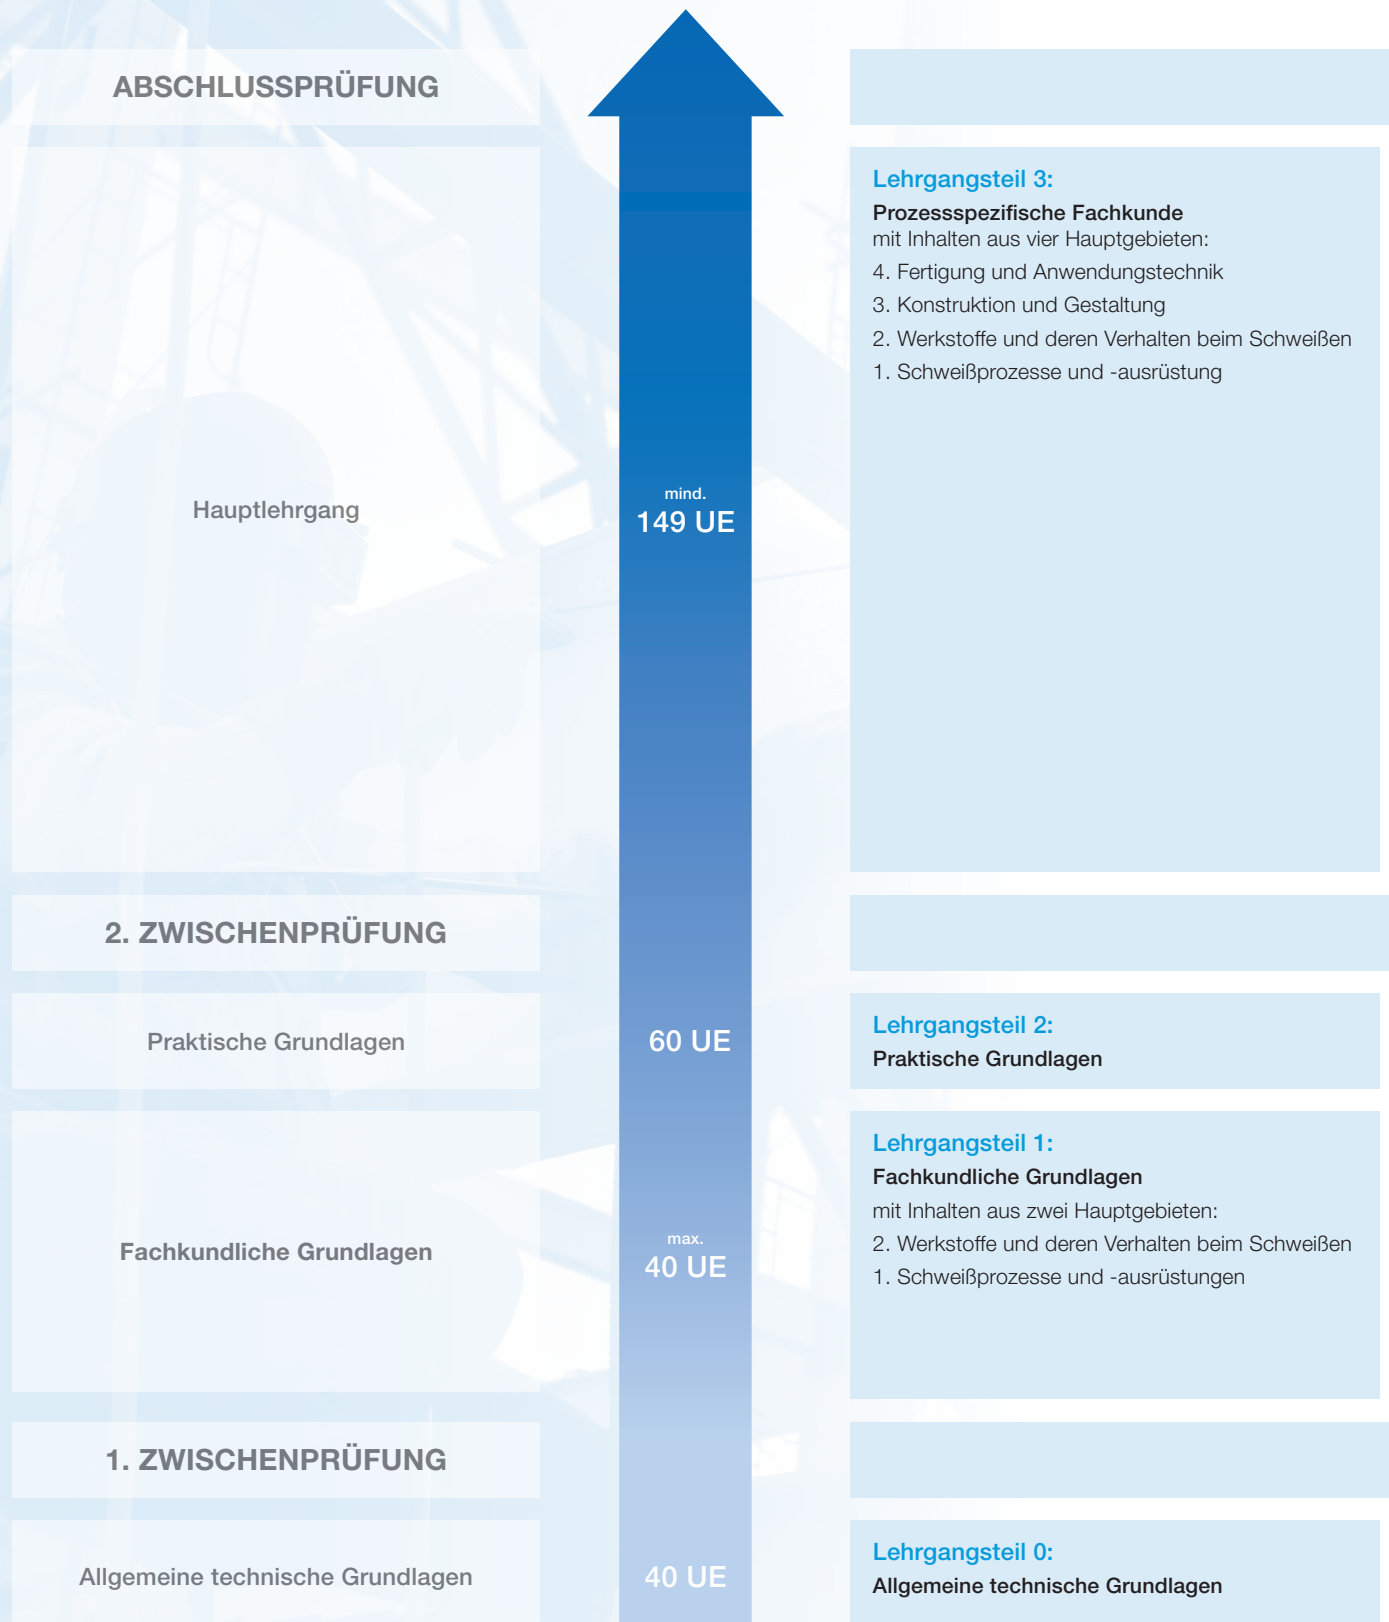 ABSCHLUSSPRÜFUNG
Lehrgangsteil 3:
Prozessspezifische Fachkunde
mit Inhalten aus vier Hauptgebieten:
4. Fertigung und Anwendungstechnik
3. Konstruktion und Gestaltung
2. Werkstoffe und deren Verhalten beim Schweißen
1. Schweißprozesse und -ausrüstung
Hauptlehrgang
mind.
149 UE
2. ZWISCHENPRÜFUNG
Praktische Grundlagen
60 UE
Lehrgangsteil 2:
Praktische Grundlagen
Fachkundliche Grundlagen
max.
40 UE
Lehrgangsteil 1:
Fachkundliche Grundlagen
mit Inhalten aus zwei Hauptgebieten:
2. Werkstoffe und deren Verhalten beim Schweißen
1. Schweißprozesse und -ausrüstungen
1. ZWISCHENPRÜFUNG
Allgemeine technische Grundlagen
40 UE
Lehrgangsteil 0:
Allgemeine technische Grundlagen